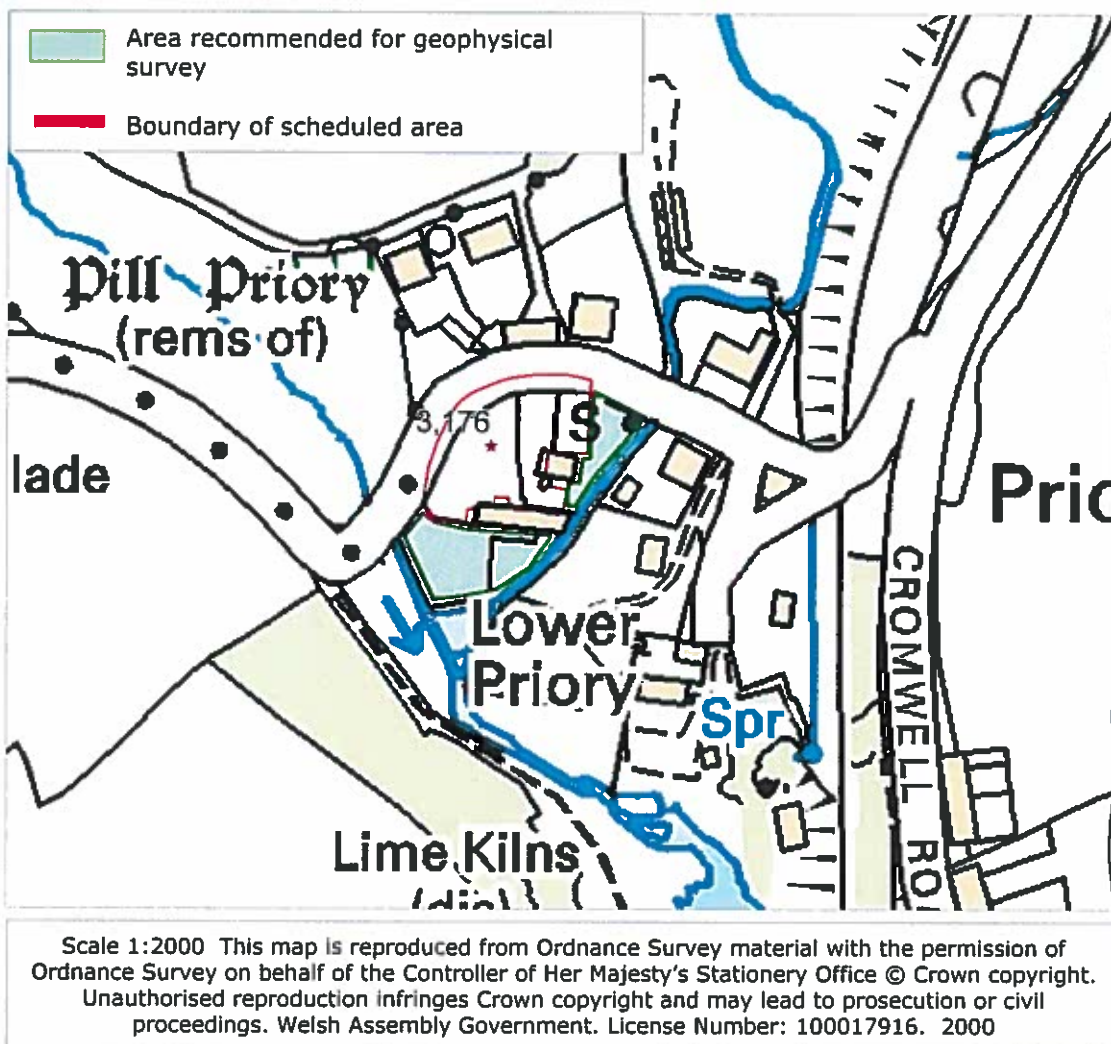 Area recommended for geophysical
survey
Boundary of scheduled area
Pill Priory
(rems of)
3,176
S
lade
Pric
CROMWELL RO
Lower
Priory
Spr
Lime Kilns
(dis)
Scale 1:2000 This map is reproduced from Ordnance Survey material with the permission of
Ordnance Survey on behalf of the Controller of Her Majesty's Stationery Office © Crown copyright.
Unauthorised reproduction infringes Crown copyright and may lead to prosecution or civil
proceedings. Welsh Assembly Government. License Number: 100017916. 2000